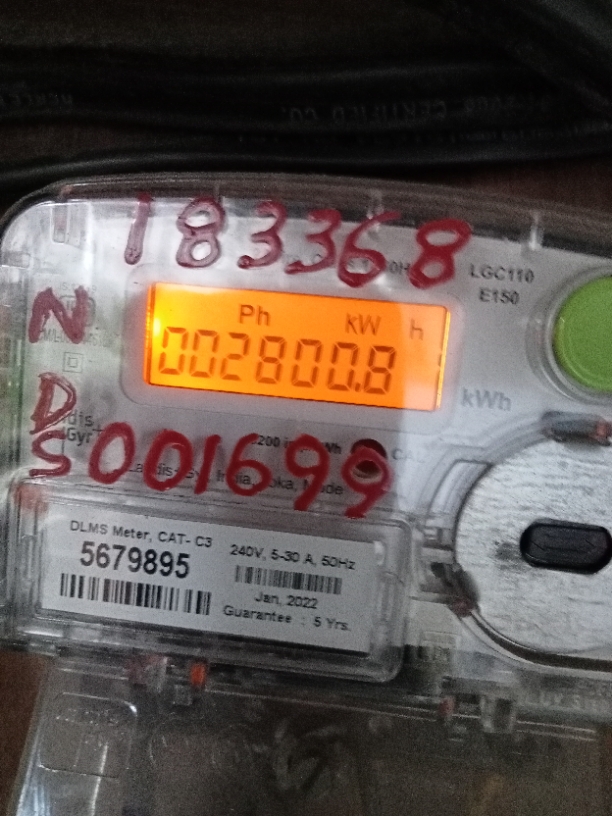 183368
LGC110
E150
N
Ph kW h
002800.8
kWh
D
S 001699
DLMS Meter, CAT- C3
5679895
240V, 5-30 A, 50Hz
Jan, 2022
Guarantee : 5 Yrs.